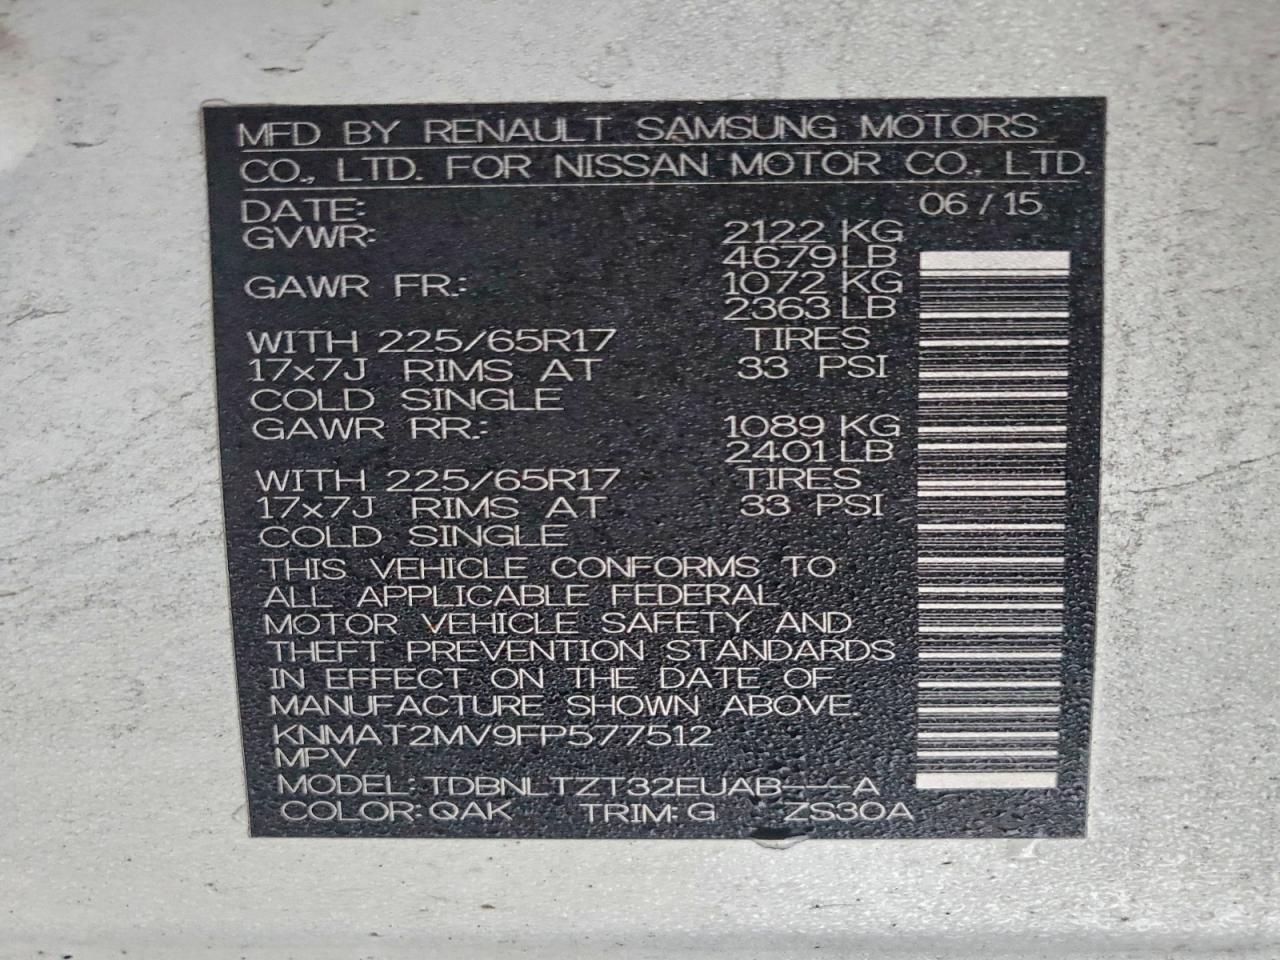 MFD BY RENAULT SAMSUNG MOTORS
CO., LTD. FOR NISSAN MOTOR CO., LTD.
DATE: 06 / 15
GVWR: 2122 KG
4679 LB
GAWR FR.: 1072 KG
2363 LB
WITH 225/65R17 TIRES
17x7J RIMS AT 33 PSI
COLD SINGLE
GAWR RR.: 1089 KG
2401 LB
WITH 225/65R17 TIRES
17x7J RIMS AT 33 PSI
COLD SINGLE
THIS VEHICLE CONFORMS TO
ALL APPLICABLE FEDERAL
MOTOR VEHICLE SAFETY AND
THEFT PREVENTION STANDARDS
IN EFFECT ON THE DATE OF
MANUFACTURE SHOWN ABOVE.
KNMAT2MV9FP577512
MPV
MODEL: TDBNLTZT32EUAB---A
COLOR: QAK TRIM: G ZS30A